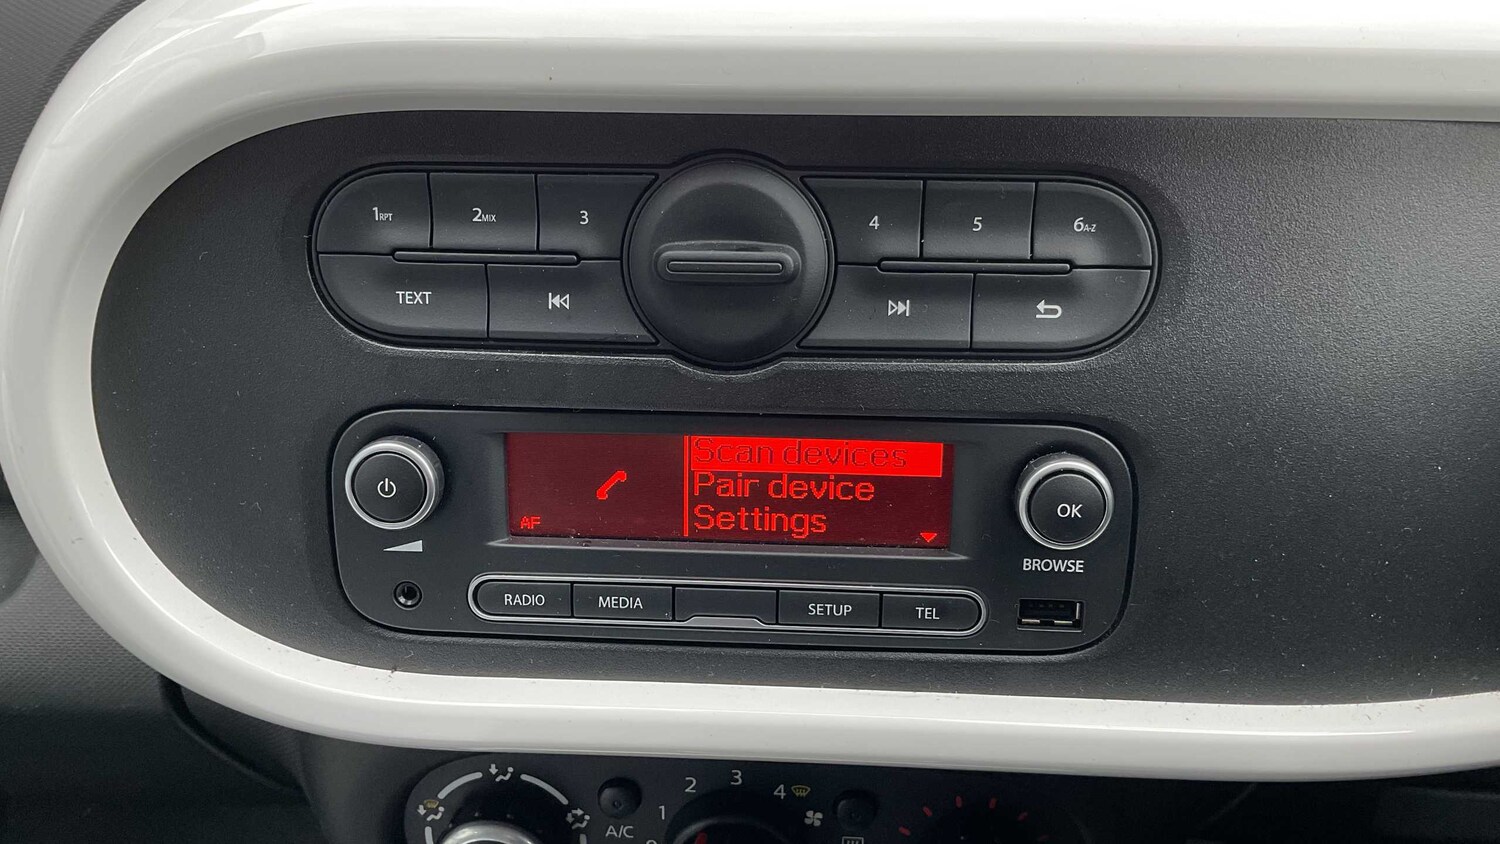 1RPT 2MIX 3 4 5 6A-Z
TEXT
Scan devices
Pair device
Settings
AF
OK
BROWSE
RADIO MEDIA SETUP TEL
1 2 3 4
A/C